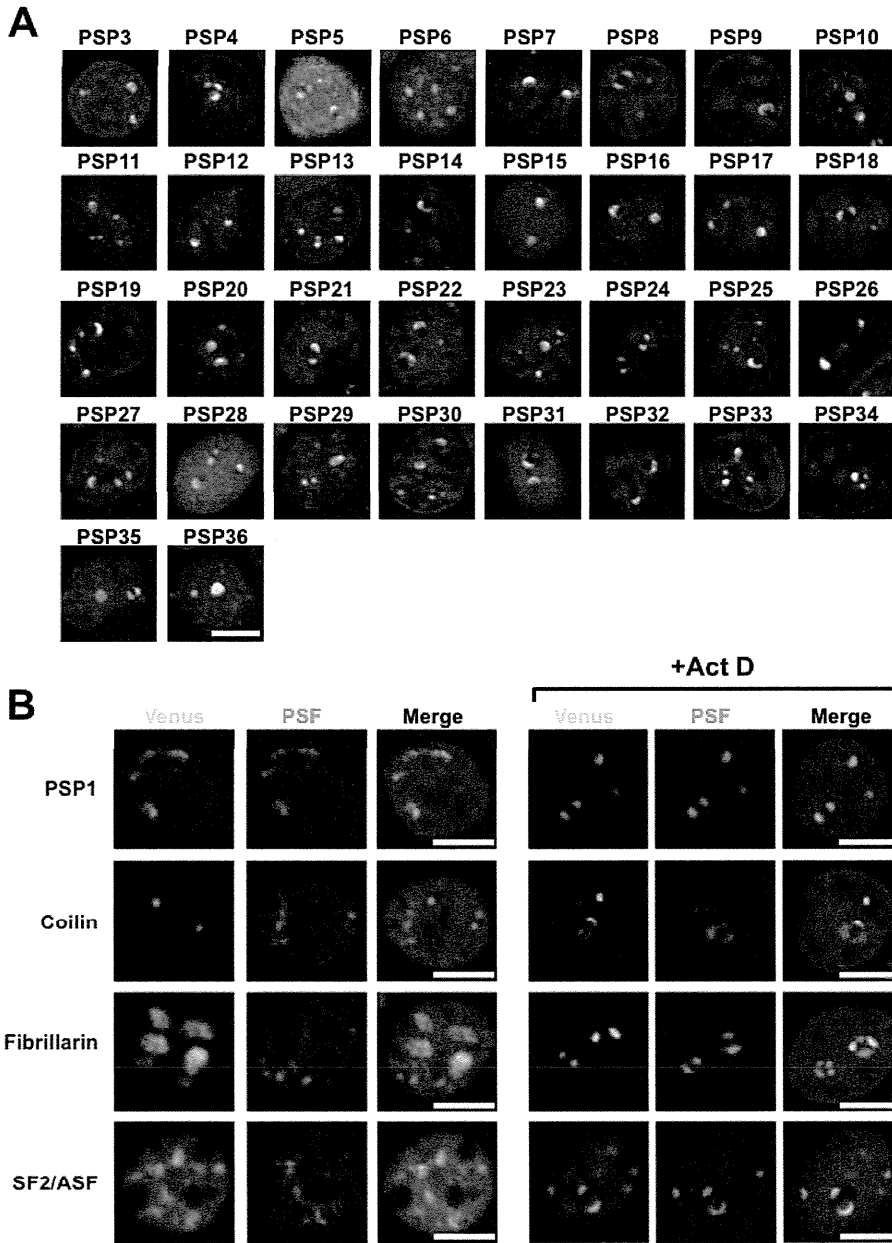 A
PSP3 PSP4 PSP5 PSP6 PSP7 PSP8 PSP9 PSP10
PSP11 PSP12 PSP13 PSP14 PSP15 PSP16 PSP17 PSP18
PSP19 PSP20 PSP21 PSP22 PSP23 PSP24 PSP25 PSP26
PSP27 PSP28 PSP29 PSP30 PSP31 PSP32 PSP33 PSP34
PSP35 PSP36
+Act D
B
Venus PSF Merge Venus PSF Merge
PSP1
Coilin
Fibrillarin
SF2/ASF